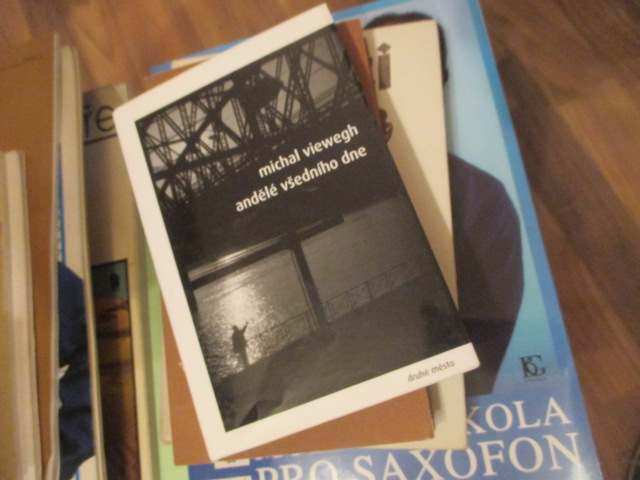 michal viewegh
andělé všedního dne
druhé město
KOLA
PRO SAXOFON